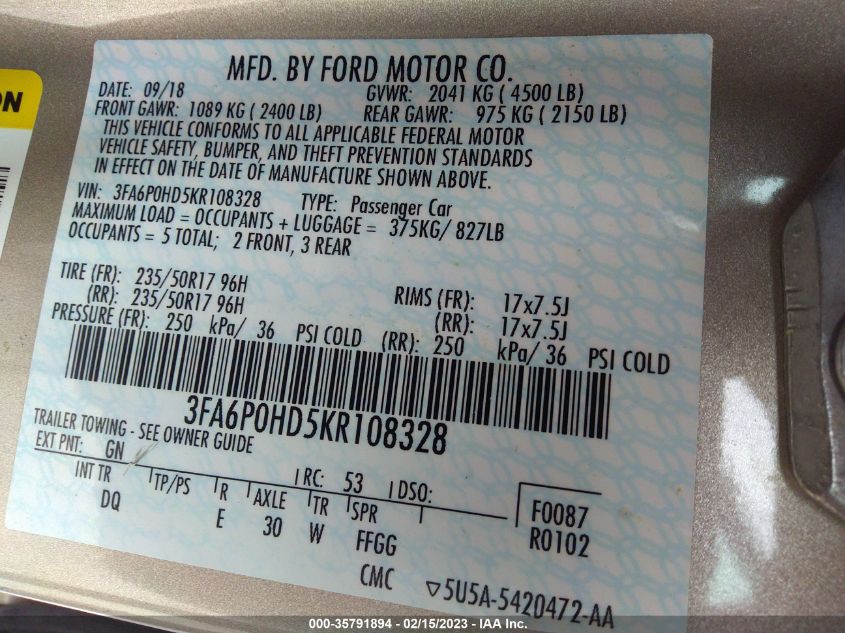 ON
MFD. BY FORD MOTOR CO.
DATE: 09/18 GVWR: 2041 KG ( 4500 LB)
FRONT GAWR: 1089 KG ( 2400 LB) REAR GAWR: 975 KG ( 2150 LB)
THIS VEHICLE CONFORMS TO ALL APPLICABLE FEDERAL MOTOR
VEHICLE SAFETY, BUMPER, AND THEFT PREVENTION STANDARDS
IN EFFECT ON THE DATE OF MANUFACTURE SHOWN ABOVE.
VIN: 3FA6P0HD5KR108328 TYPE: Passenger Car
MAXIMUM LOAD = OCCUPANTS + LUGGAGE = 375KG/ 827LB
OCCUPANTS = 5 TOTAL; 2 FRONT, 3 REAR
TIRE (FR): 235/50R17 96H RIMS (FR): 17x7.5J
(RR): 235/50R17 96H (RR): 17x7.5J
PRESSURE (FR): 250 kPa/ 36 PSI COLD (RR): 250 kPa/ 36 PSI COLD
3FA6P0HD5KR108328
TRAILER TOWING - SEE OWNER GUIDE
EXT PNT: GN RC: 53 DSO:
INT TR TP/PS R AXLE TR SPR F0087
DQ E 30 W FFGG R0102
CMC ▽5U5A-5420472-AA
000-35791894 - 02/15/2023 - IAA Inc.